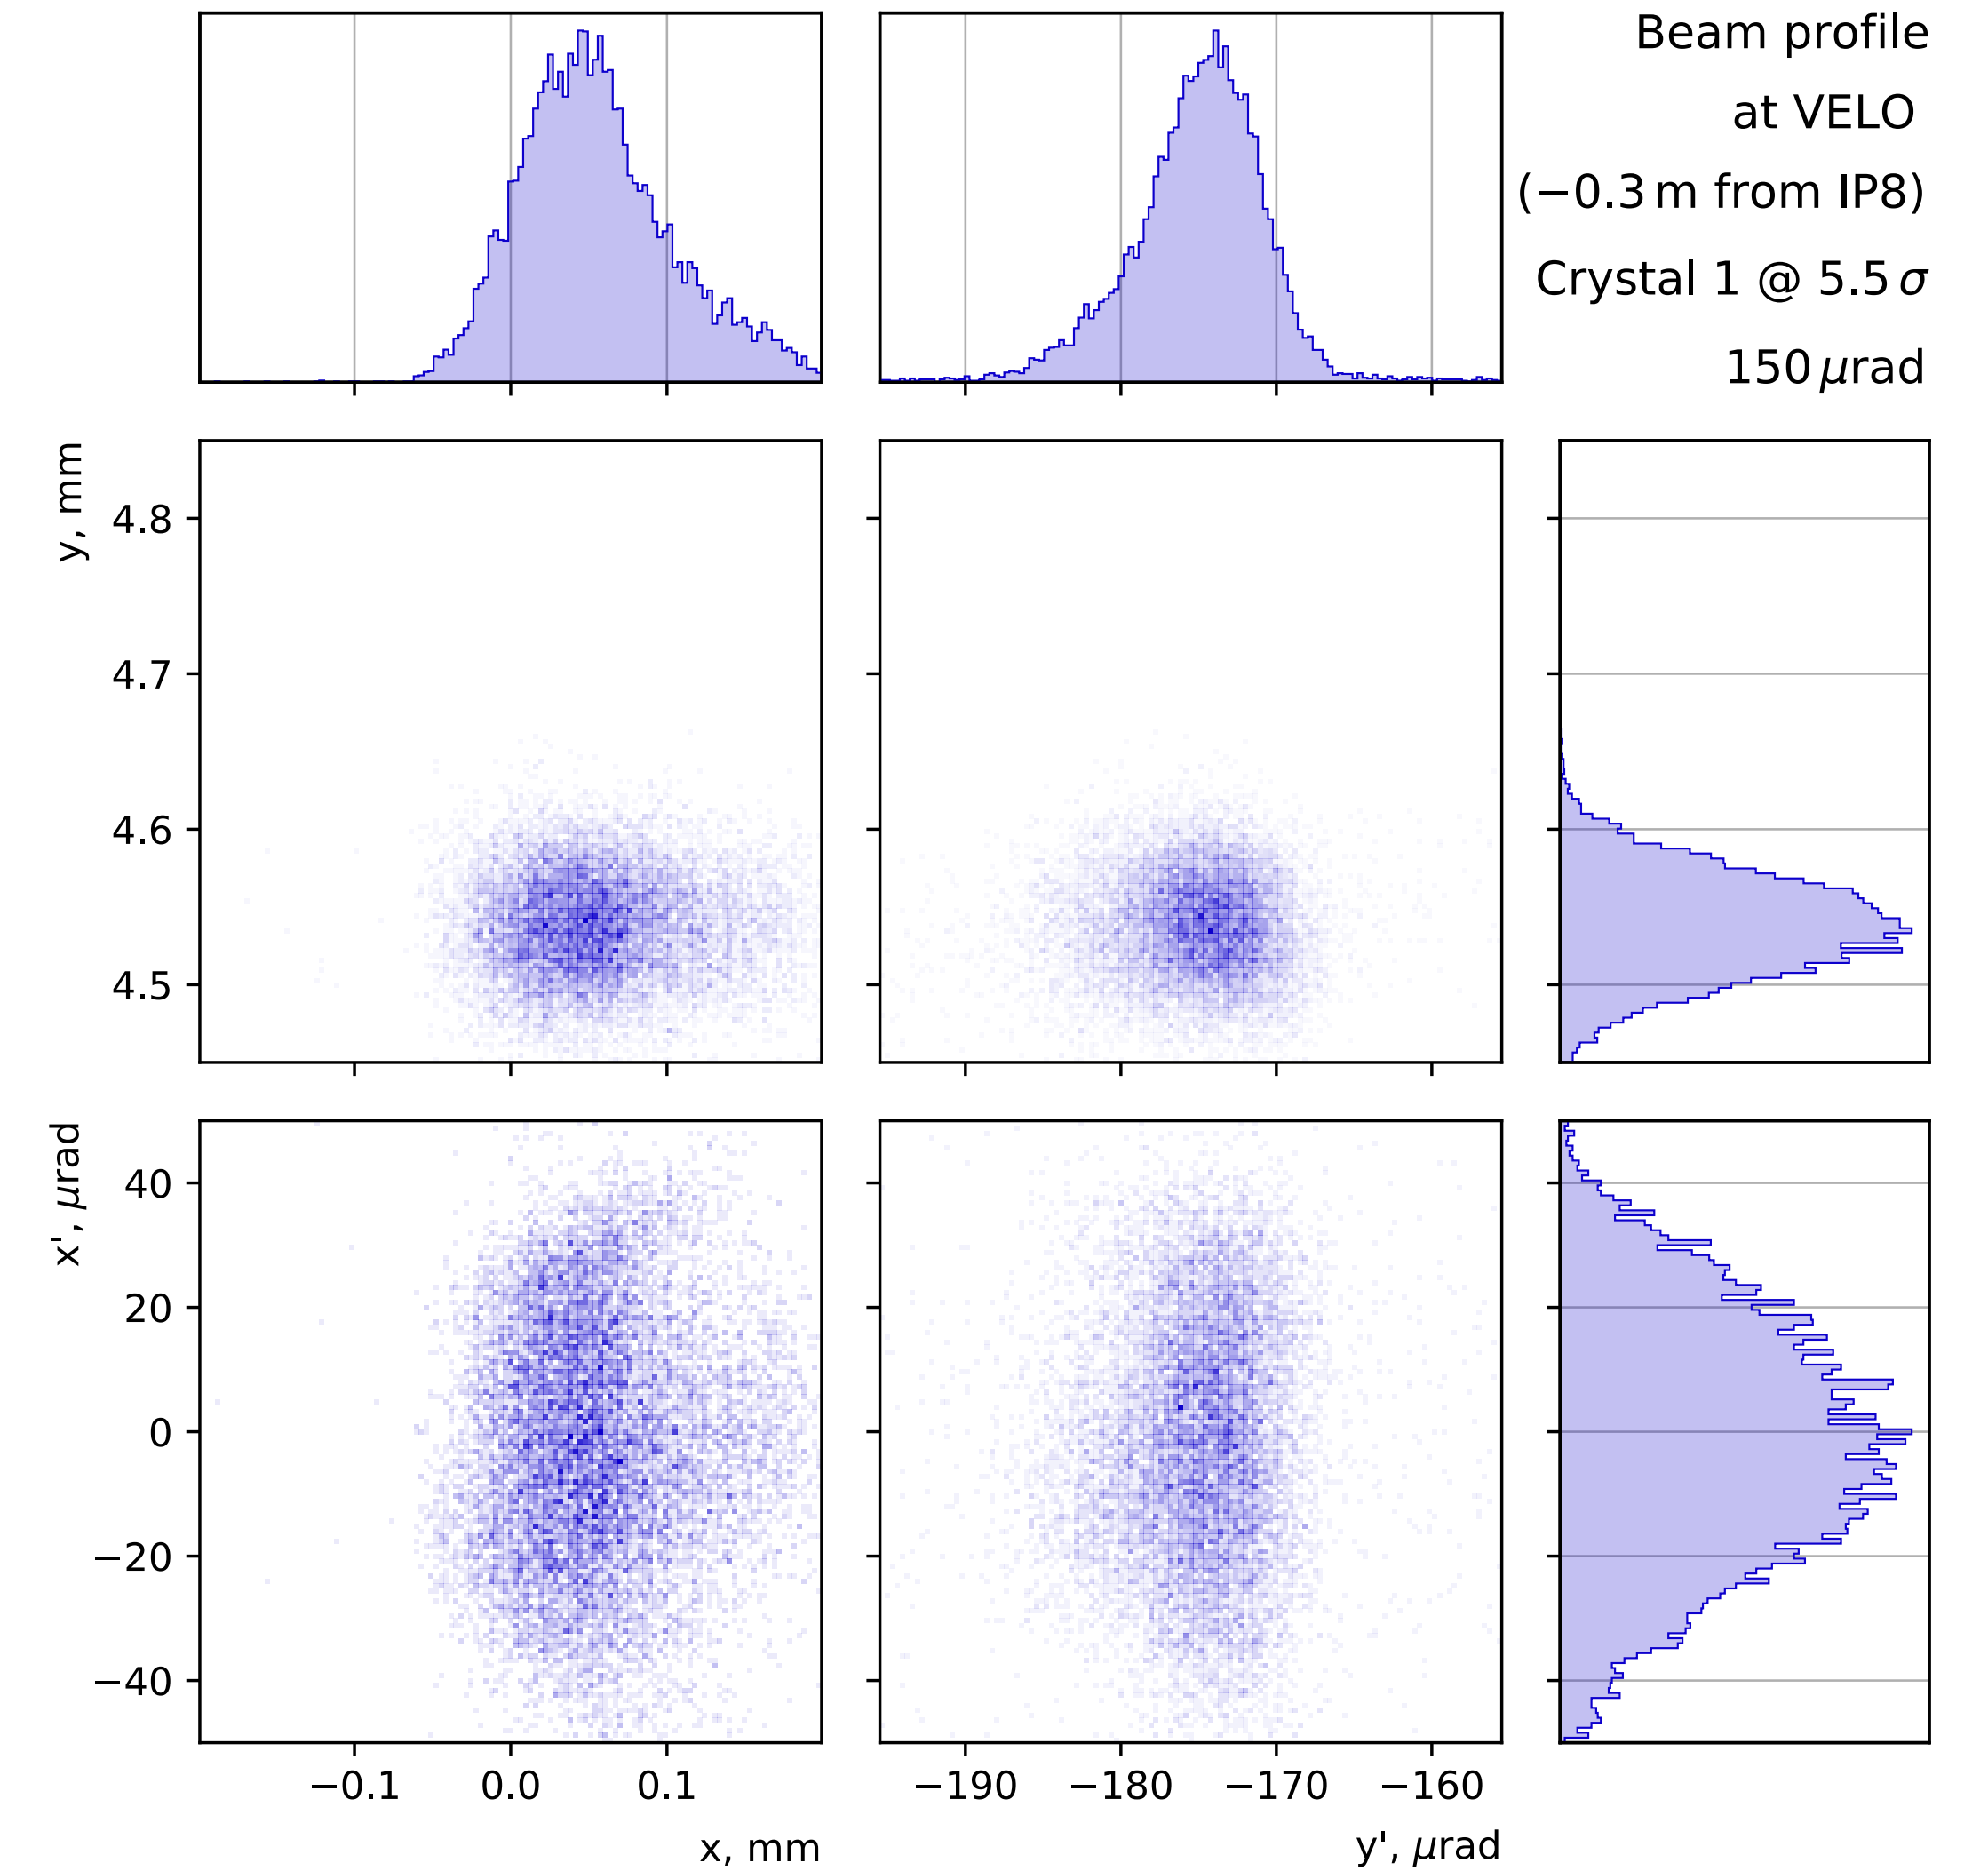 Beam profile
at VELO
(−0.3 m from IP8)
Crystal 1 @ 5.5 σ
150 μrad
y, mm
4.8
4.7
4.6
4.5
x', μrad
40
20
0
−20
−40
−0.1 0.0 0.1
x, mm
−190 −180 −170 −160
y', μrad